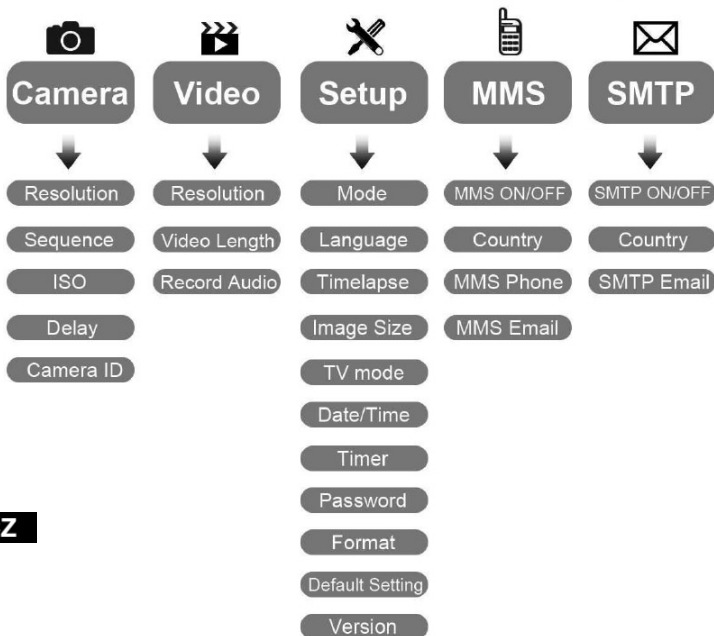 Camera Video Setup MMS SMTP
Resolution Resolution Mode MMS ON/OFF SMTP ON/OFF
Sequence Video Length Language Country Country
ISO Record Audio Timelapse MMS Phone SMTP Email
Delay Image Size MMS Email
Camera ID TV mode
Date/Time
Timer
Password
Z
Format
Default Setting
Version